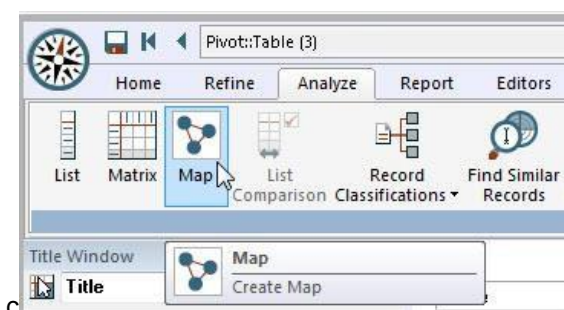 Pivot::Table (3)
Home Refine Analyze Report Editors
List Matrix Map List Comparison Record Classifications Find Similar Records
Title Window
Map
Title
Create Map
c